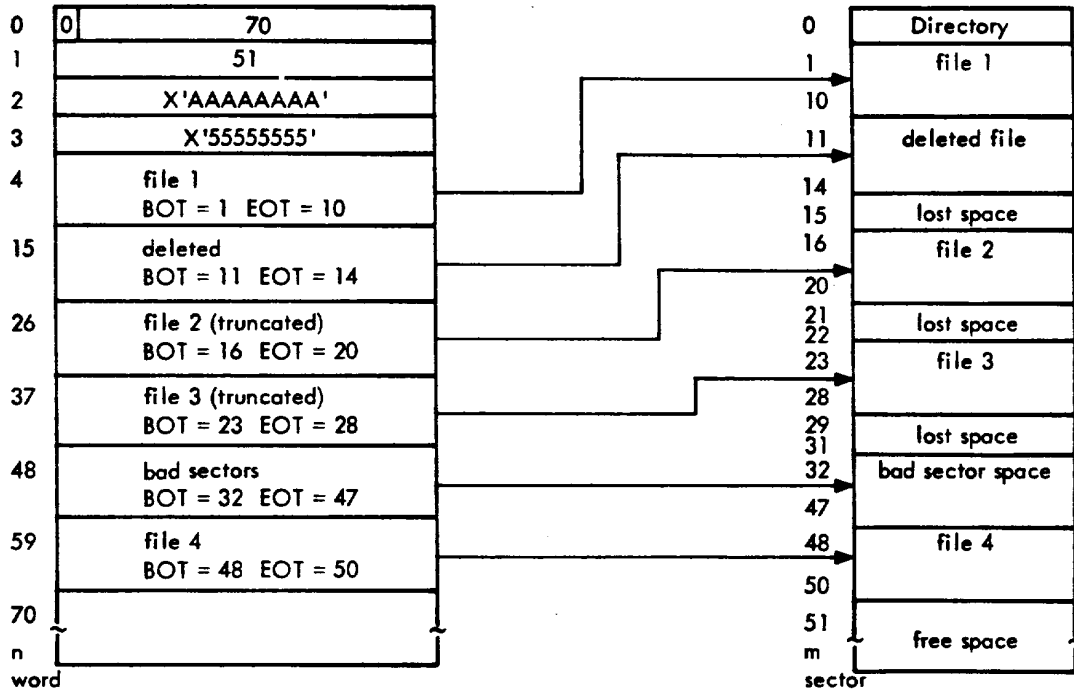 0 0 70
1 51
2 X'AAAAAAAA'
3 X'55555555'
4 file 1
BOT = 1 EOT = 10
15 deleted
BOT = 11 EOT = 14
26 file 2 (truncated)
BOT = 16 EOT = 20
37 file 3 (truncated)
BOT = 23 EOT = 28
48 bad sectors
BOT = 32 EOT = 47
59 file 4
BOT = 48 EOT = 50
70
n
word
0 Directory
1 file 1
10
11 deleted file
14
15 lost space
16 file 2
20
21 lost space
22
23 file 3
28
29 lost space
31
32 bad sector space
47
48 file 4
50
51 free space
m
sector